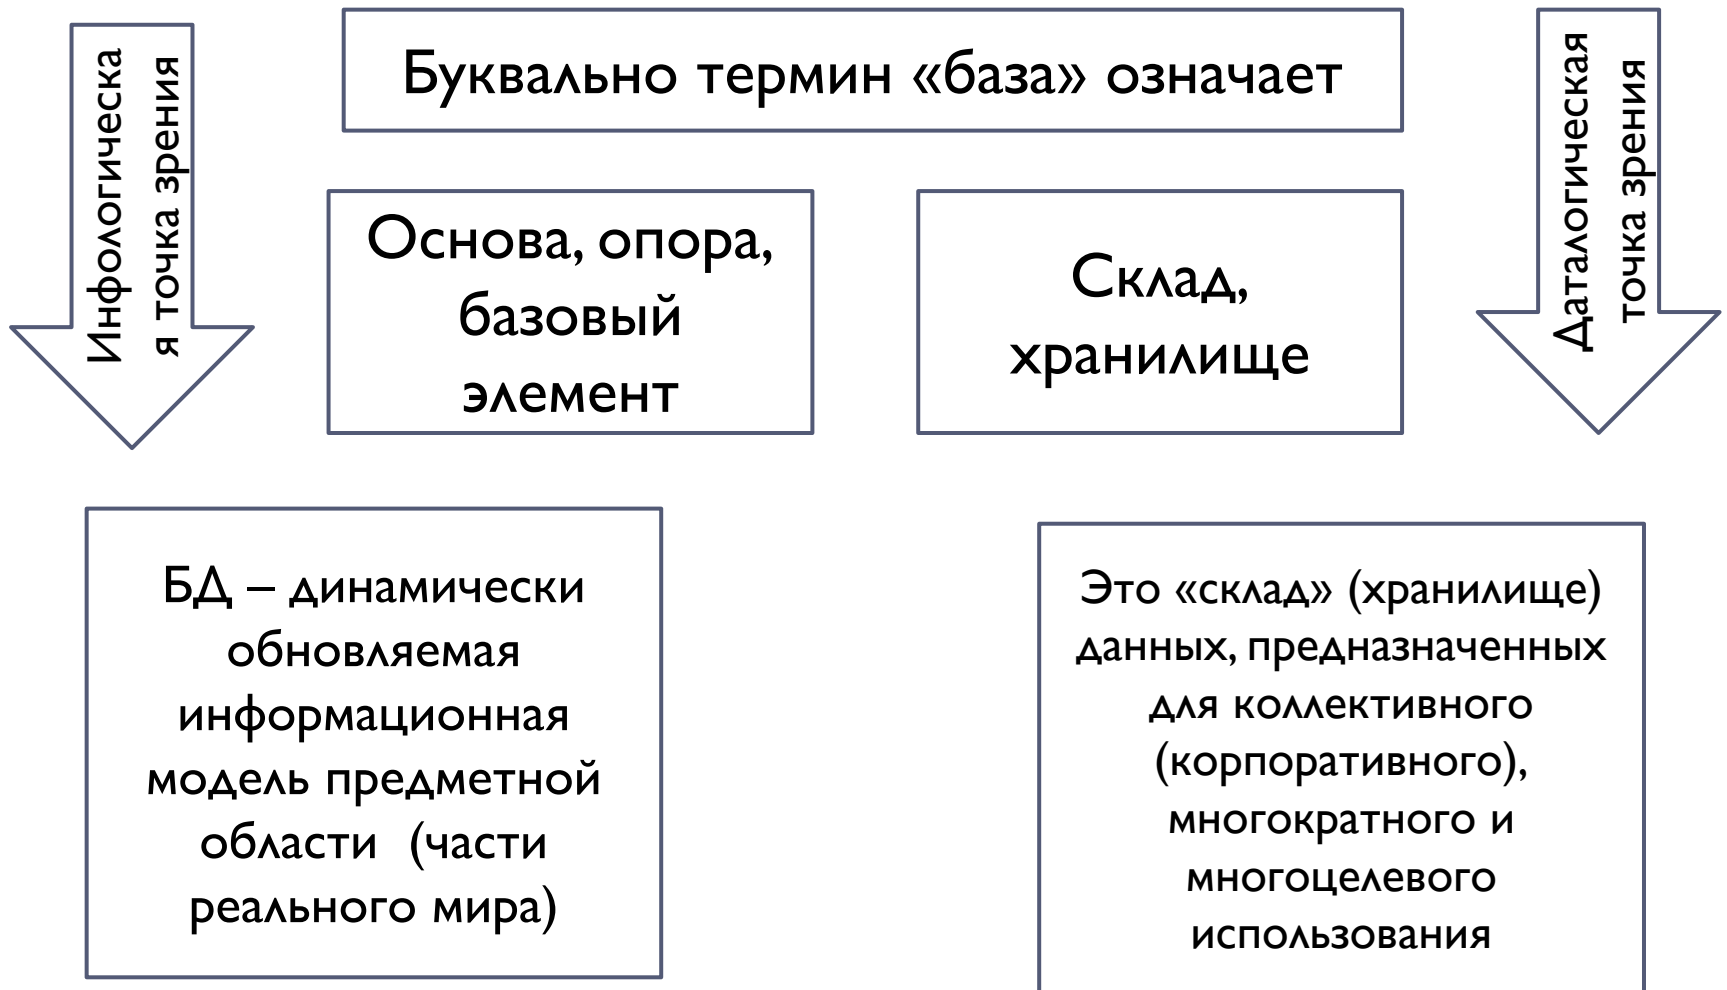 Буквально термин «база» означает
Инфологическа
я точка зрения
Основа, опора,
базовый
элемент
Склад,
хранилище
Даталогическая
точка зрения
БД – динамически
обновляемая
информационная
модель предметной
области (части
реального мира)
Это «склад» (хранилище)
данных, предназначенных
для коллективного
(корпоративного),
многократного и
многоцелевого
использования